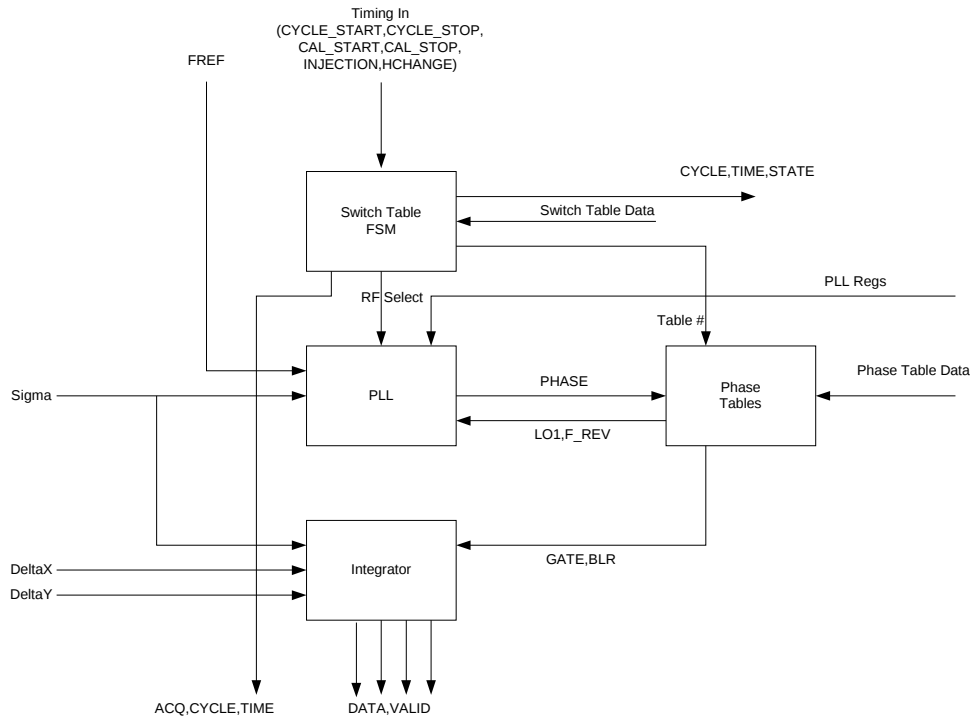 Timing In
(CYCLE_START,CYCLE_STOP,
CAL_START,CAL_STOP,
INJECTION,HCHANGE)
FREF
CYCLE,TIME,STATE
Switch Table
FSM
Switch Table Data
RF Select
PLL Regs
Table #
Phase Table Data
Sigma
PLL
PHASE
Phase
Tables
LO1,F_REV
GATE,BLR
DeltaX
Integrator
DeltaY
ACQ,CYCLE,TIME
DATA,VALID